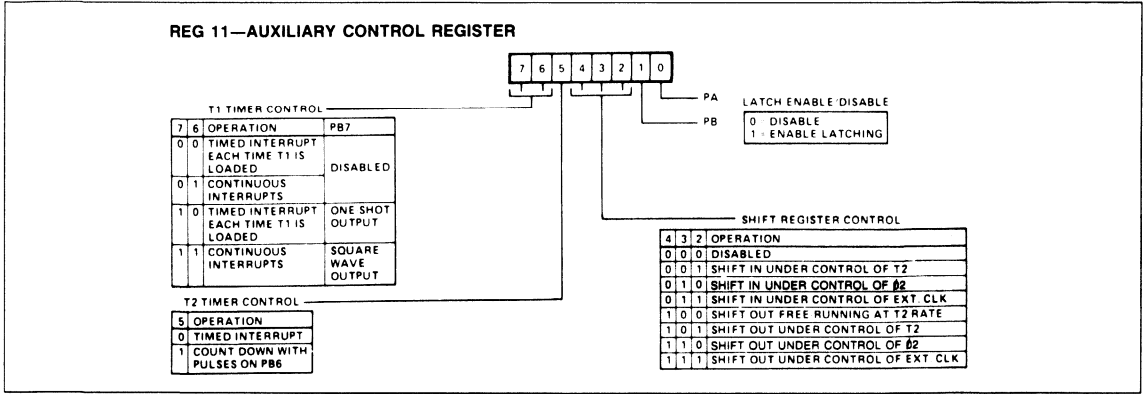 REG 11—AUXILIARY CONTROL REGISTER
7 6 5 4 3 2 1 0
PA
PB
LATCH ENABLE/DISABLE
0 DISABLE
1 = ENABLE LATCHING
T1 TIMER CONTROL
7 6 OPERATION PB7
0 0 TIMED INTERRUPT
EACH TIME T1 IS
LOADED
DISABLED
0 1 CONTINUOUS
INTERRUPTS
1 0 TIMED INTERRUPT ONE SHOT
EACH TIME T1 IS OUTPUT
LOADED
1 1 CONTINUOUS SQUARE
INTERRUPTS WAVE
OUTPUT
T2 TIMER CONTROL
5 OPERATION
0 TIMED INTERRUPT
1 COUNT DOWN WITH
PULSES ON PB6
SHIFT REGISTER CONTROL
4 3 2 OPERATION
0 0 0 DISABLED
0 0 1 SHIFT IN UNDER CONTROL OF T2
0 1 0 SHIFT IN UNDER CONTROL OF ϕ2
0 1 1 SHIFT IN UNDER CONTROL OF EXT. CLK
1 0 0 SHIFT OUT FREE RUNNING AT T2 RATE
1 0 1 SHIFT OUT UNDER CONTROL OF T2
1 1 0 SHIFT OUT UNDER CONTROL OF ϕ2
1 1 1 SHIFT OUT UNDER CONTROL OF EXT. CLK